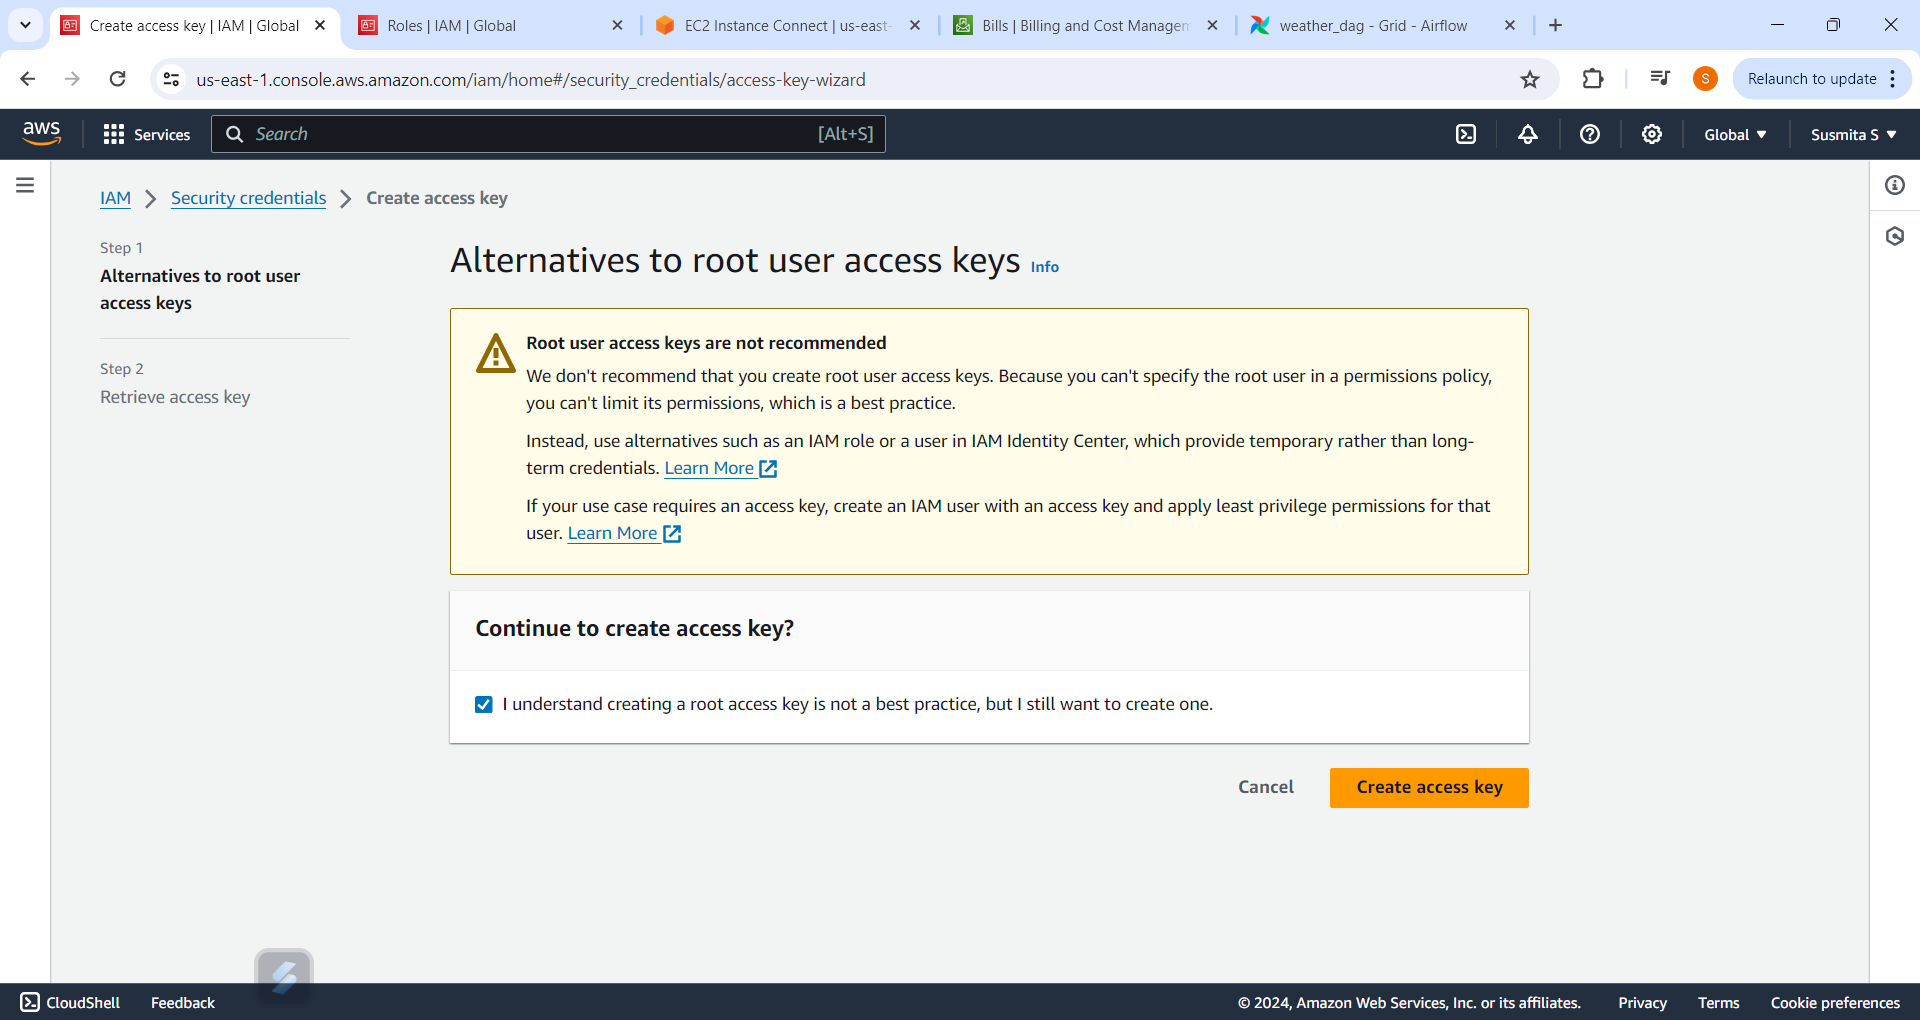 Create access key | IAM | Global
Roles | IAM | Global
EC2 Instance Connect | us-east-
Bills | Billing and Cost Managem
weather_dag - Grid - Airflow
us-east-1.console.aws.amazon.com/iam/home#/security_credentials/access-key-wizard
S
Relaunch to update
aws
Services
Search
[Alt+S]
Global
Susmita S
IAM
Security credentials
Create access key
Step 1
Alternatives to root user
access keys
Step 2
Retrieve access key
Alternatives to root user access keys Info
Root user access keys are not recommended
We don't recommend that you create root user access keys. Because you can't specify the root user in a permissions policy,
you can't limit its permissions, which is a best practice.
Instead, use alternatives such as an IAM role or a user in IAM Identity Center, which provide temporary rather than long-
term credentials. Learn More
If your use case requires an access key, create an IAM user with an access key and apply least privilege permissions for that
user. Learn More
Continue to create access key?
I understand creating a root access key is not a best practice, but I still want to create one.
Cancel
Create access key
CloudShell
Feedback
© 2024, Amazon Web Services, Inc. or its affiliates.
Privacy
Terms
Cookie preferences